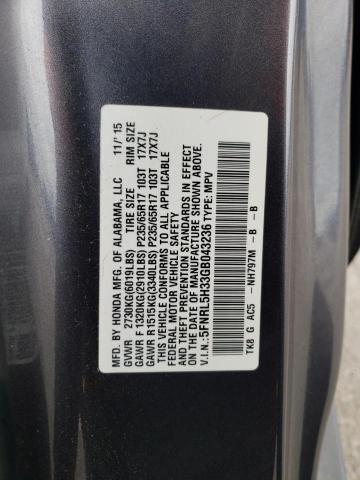 MFD. BY HONDA MFG. OF ALABAMA, LLC 11/'15
GVWR 2730KG(6019LBS) TIRE SIZE RIM SIZE
GAWR F 1320KG(2910LBS) P235/65R17 103T 17X7J
GAWR R 1515KG(3340LBS) P235/65R17 103T 17X7J
THIS VEHICLE CONFORMS TO ALL APPLICABLE
FEDERAL MOTOR VEHICLE SAFETY
AND THEFT PREVENTION STANDARDS IN EFFECT
ON THE DATE OF MANUFACTURE SHOWN ABOVE.
V.I.N.: 5FNRL5H33GB043236 TYPE: MPV
TK8 G AC5 -NH797M -B -B